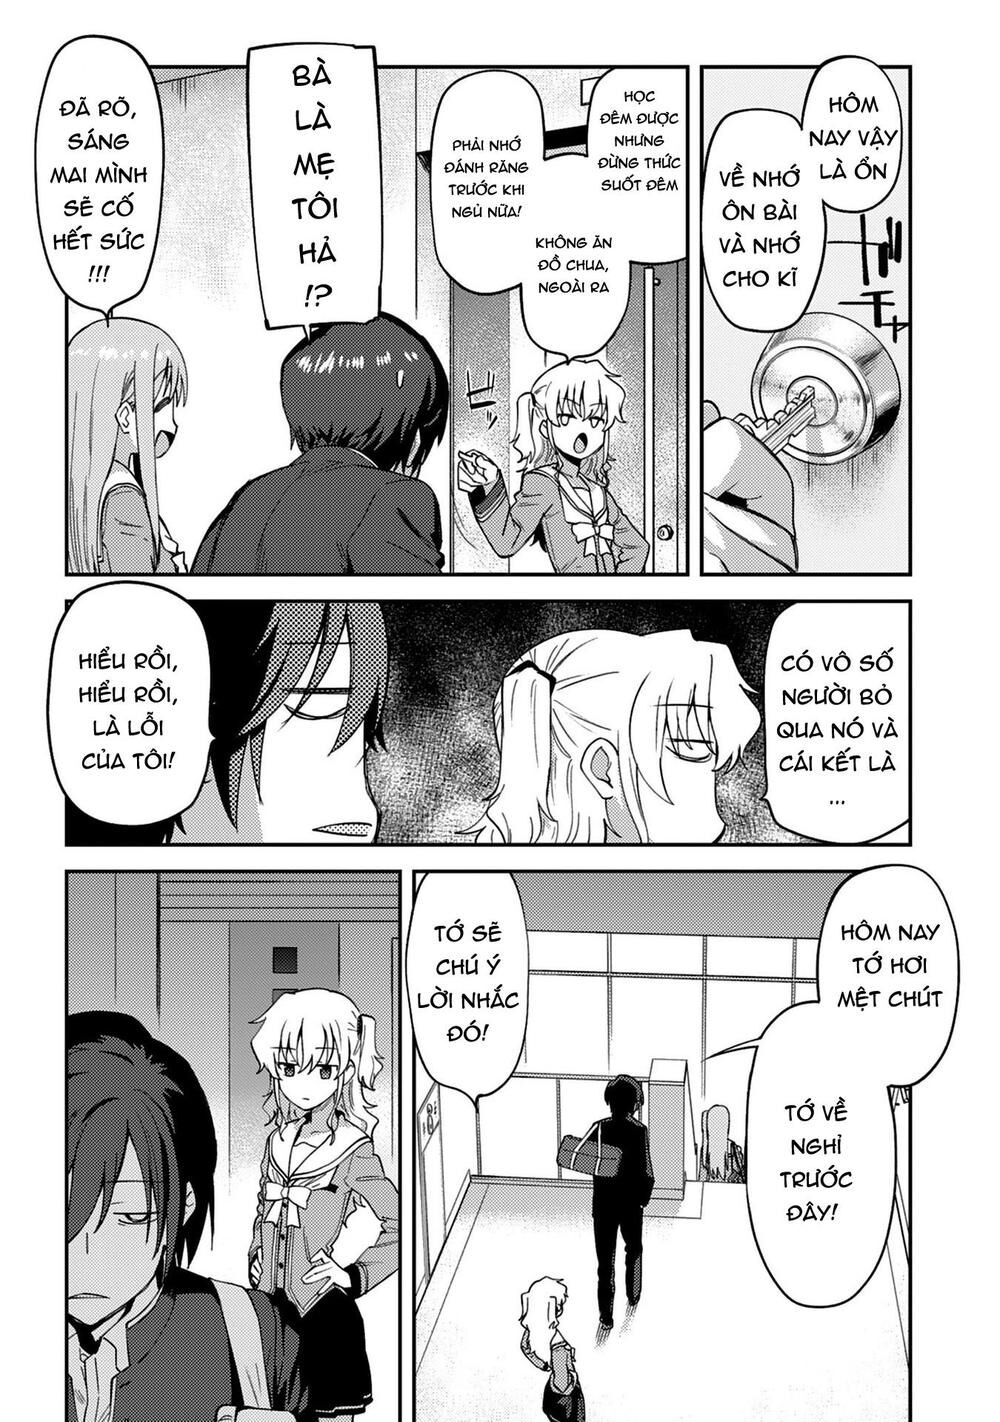 HÔM
NAY VẬY
LÀ ỔN
VỀ NHỚ
ÔN BÀI
VÀ NHỚ
CHO KĨ
HỌC
ĐÊM ĐƯỢC
NHƯNG
ĐỪNG THỨC
SUỐT ĐÊM
PHẢI NHỚ
ĐÁNH RĂNG
TRƯỚC KHI
NGỦ NỮA!
KHÔNG ĂN
ĐỒ CHUA,
NGOÀI RA
BÀ
LÀ
MẸ
TÔI
HẢ
!?
ĐÃ RÕ,
SÁNG
MAI MÌNH
SẼ CỐ
HẾT SỨC
!!!
CÓ VÔ SỐ
NGƯỜI BỎ
QUA NÓ VÀ
CÁI KẾT LÀ
...
HIỂU RỒI,
HIỂU RỒI,
LÀ LỖI
CỦA TÔI!
HÔM NAY
TỚ HƠI
MỆT CHÚT
TỚ VỀ
NGHỈ
TRƯỚC
ĐÂY!
TỚ SẼ
CHÚ Ý
LỜI NHẮC
ĐÓ!